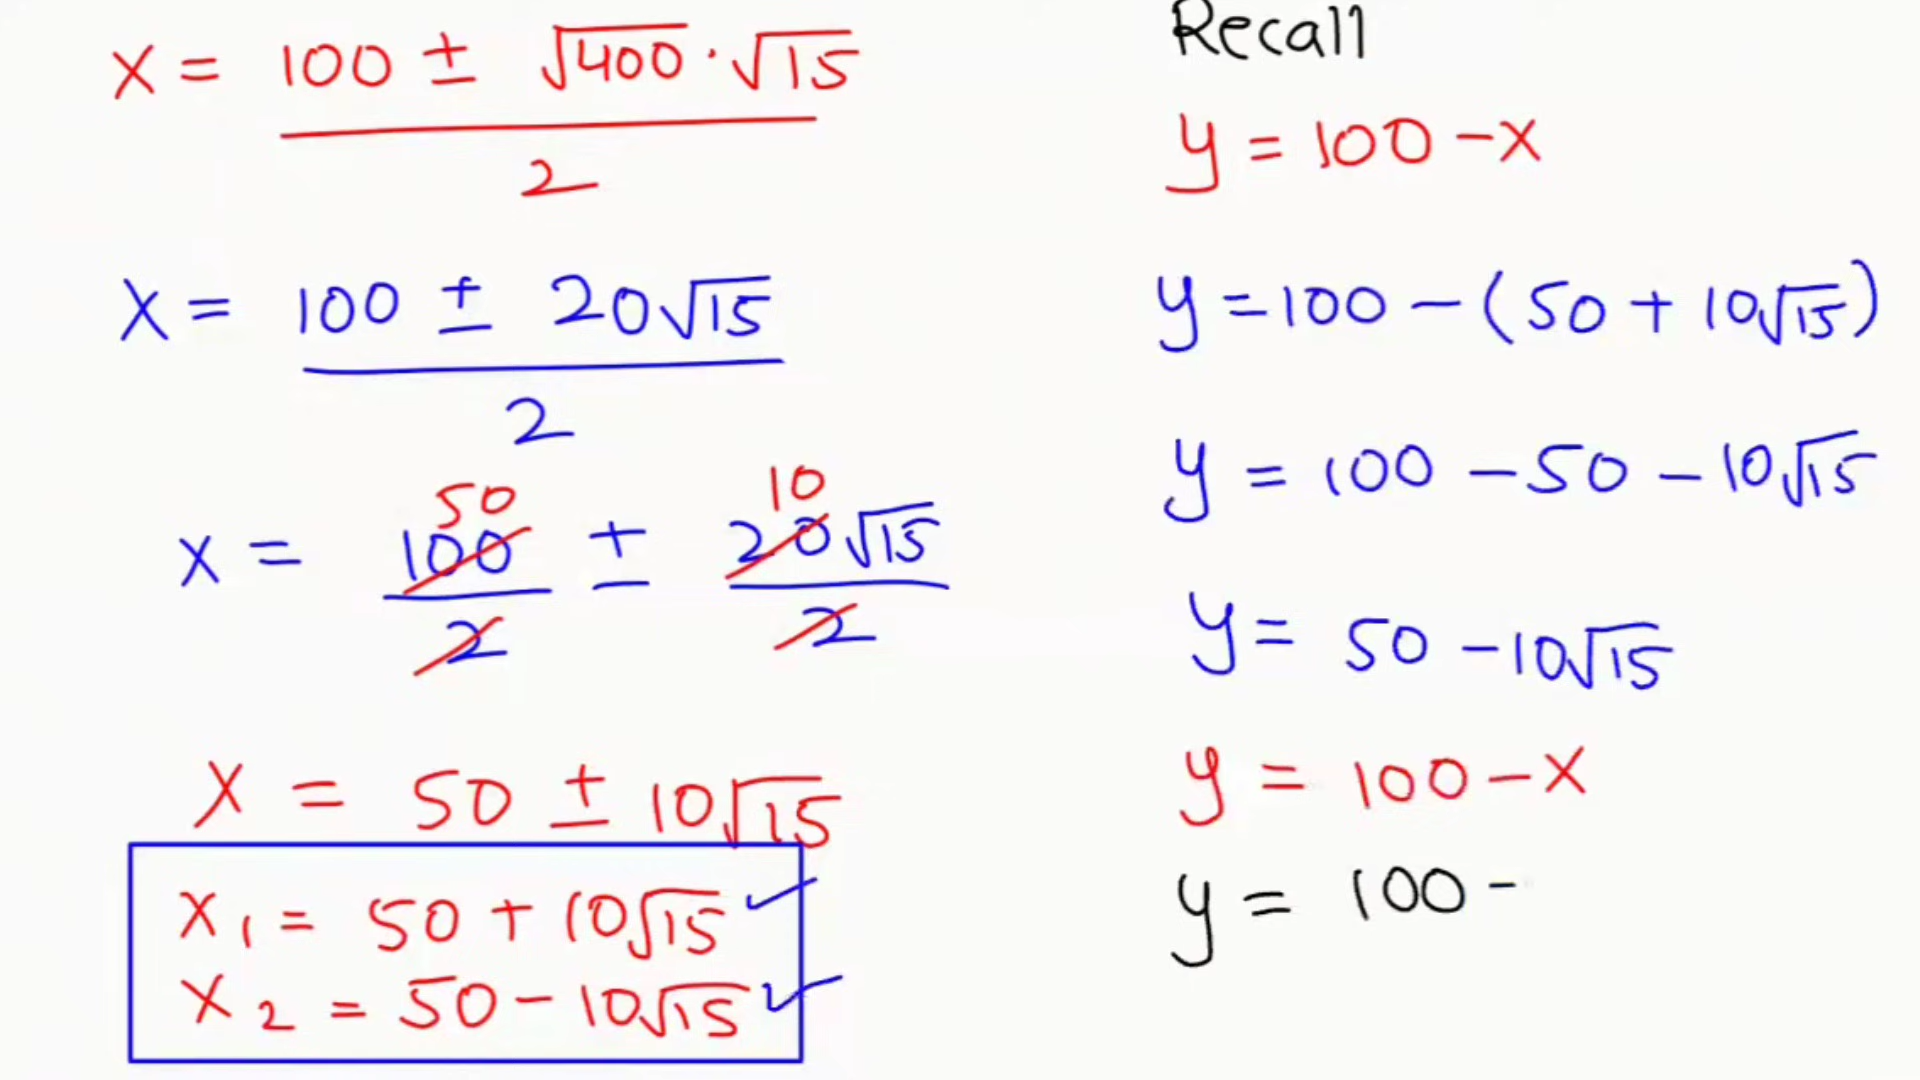 x = 100 ± √400 · √15
2
x = 100 ± 20√15
2
50 10
x = 100 ± 20√15
2 2
x = 50 ± 10√15
x₁ = 50 + 10√15 ✓
x₂ = 50 - 10√15 ✓
Recall
y = 100 - x
y = 100 - (50 + 10√15)
y = 100 - 50 - 10√15
y = 50 - 10√15
y = 100 - x
y = 100 -